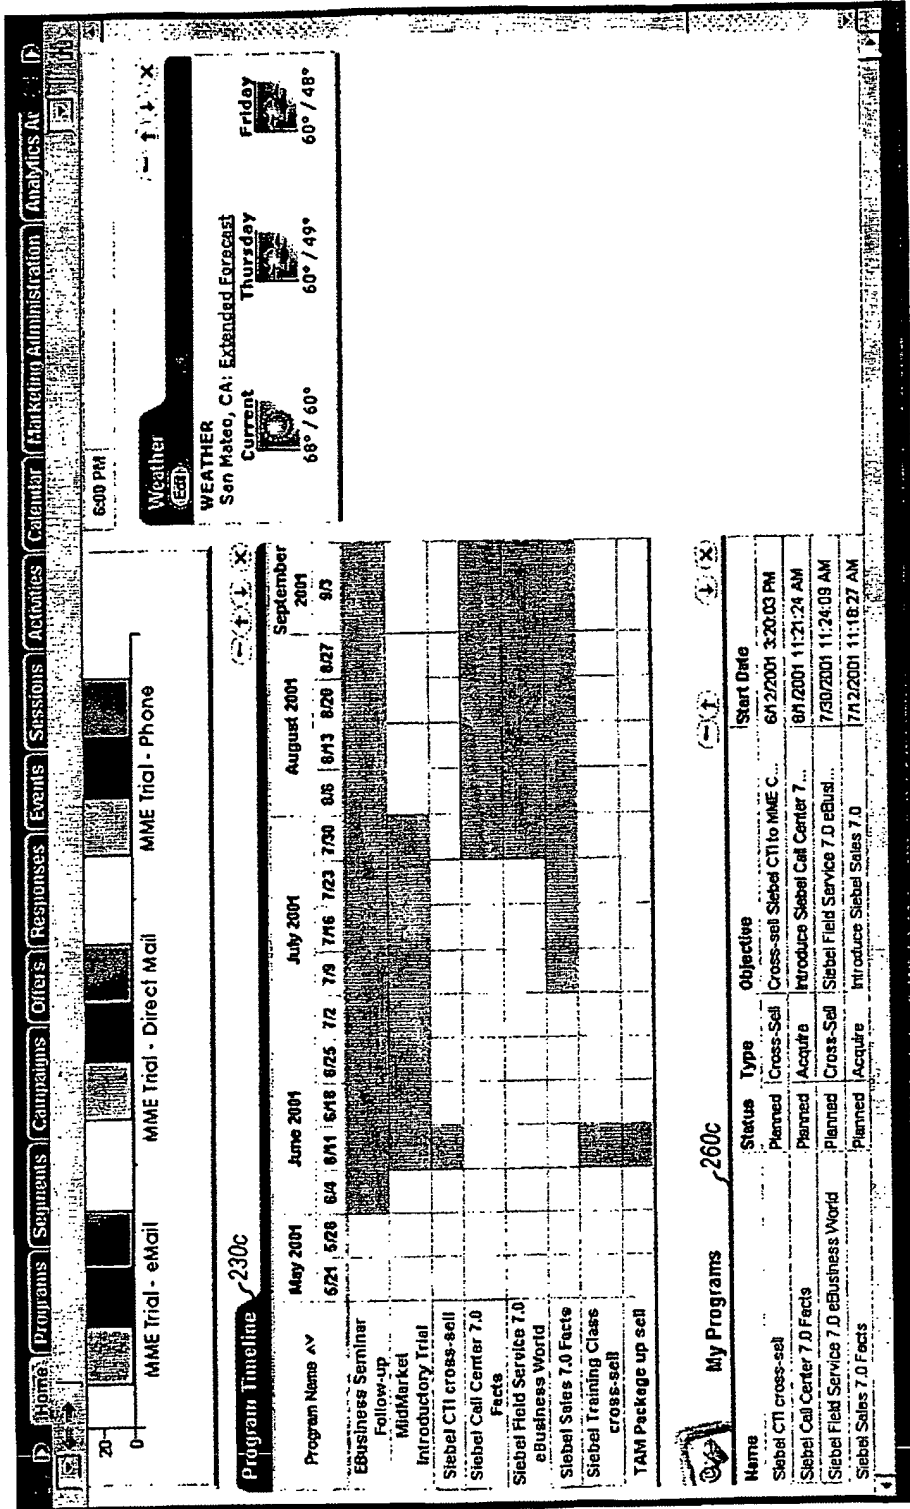 Home Programs Segments Campaigns Offers Responses Events Sessions Activities Calendar Marketing Administration Analytics
20
0
MME Trial - eMail
MME Trial - Direct Mail
MME Trial - Phone
6:00 PM
Program Timeline
230c
Program Name
May 2001 June 2001 July 2001 August 2001 September 2001
5/21 5/28 6/4 6/11 6/18 6/25 7/2 7/9 7/16 7/23 7/30 8/6 8/13 8/20 8/27 9/3
EBusiness Seminar
Follow-up
MidMarket
Introductory Trial
Siebel CTI cross-sell
Siebel Call Center 7.0
Facts
Siebel Field Service 7.0
eBusiness World
Siebel Sales 7.0 Facts
Siebel Training Class
cross-sell
TAM Package up sell
Weather
Edit
WEATHER
San Mateo, CA: Extended Forecast
Current Thursday Friday
68° / 60° 60° / 49° 60° / 48°
My Programs
260c
Name Status Type Objective Start Date
Siebel CTI cross-sell Planned Cross-Sell Cross-sell Siebel CTI to MME C... 6/12/2001 3:20:03 PM
Siebel Call Center 7.0 Facts Planned Acquire Introduce Siebel Call Center 7... 8/1/2001 11:21:24 AM
Siebel Field Service 7.0 eBusiness World Planned Cross-Sell Siebel Field Service 7.0 eBusi... 7/30/2001 11:24:09 AM
Siebel Sales 7.0 Facts Planned Acquire Introduce Siebel Sales 7.0 7/12/2001 11:18:27 AM